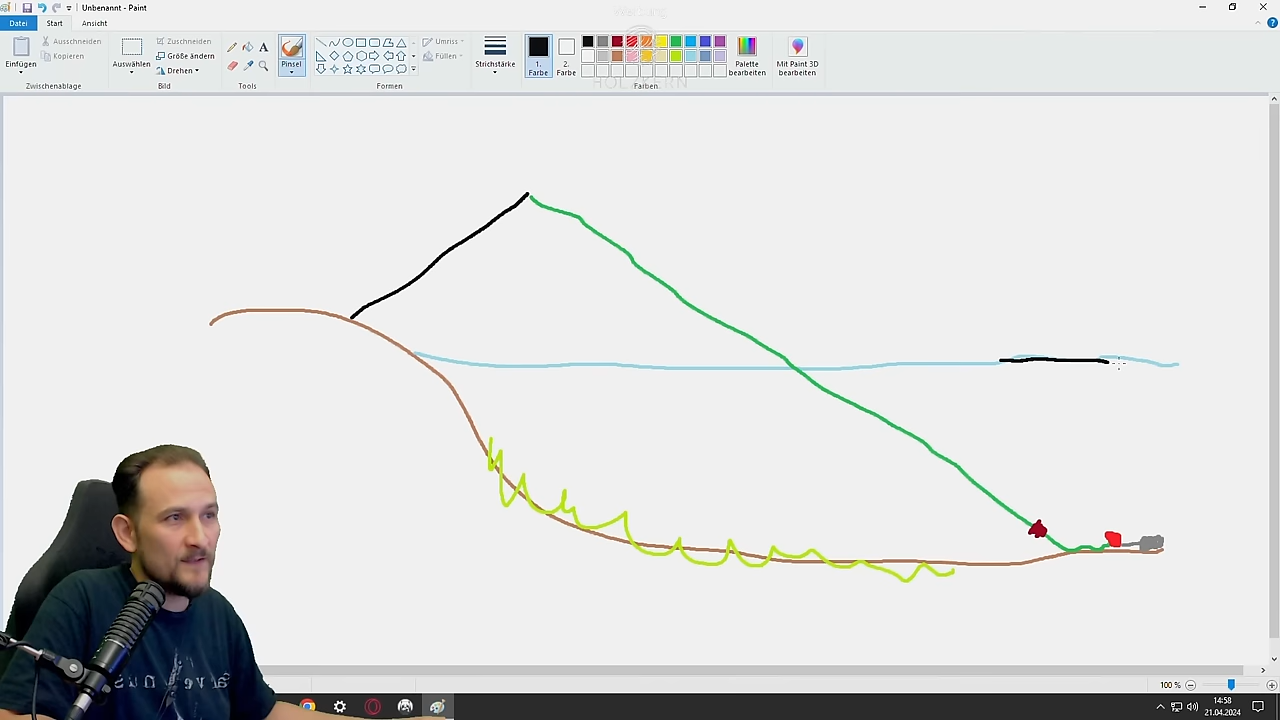 Werbung
Unbenannt - Paint
Datei Start Ansicht
Einfügen
Ausschneiden
Kopieren
Zwischenablage
Auswählen
Zuschneiden
Größe ändern
Drehen
Bild
A
Tools
Pinsel
Formen
Umriss
Füllen
Strichstärke
1.
Farbe
2.
Farbe
HOLZKERN
Farben
Palette
bearbeiten
Mit Paint 3D
bearbeiten
100 %
14:58
21.04.2024